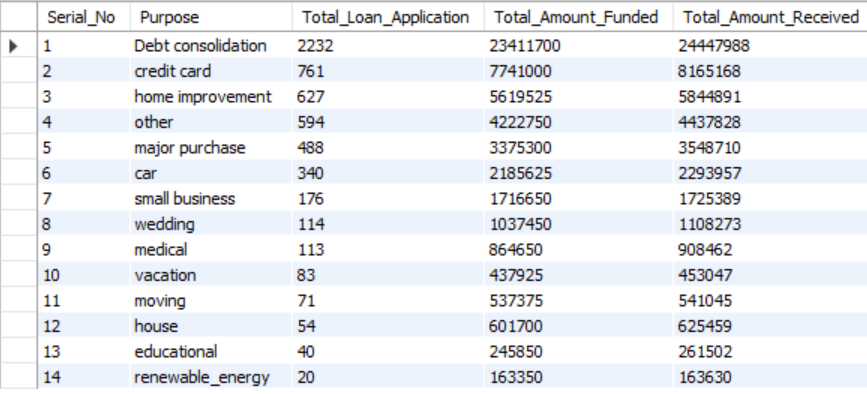 Serial_No Purpose Total_Loan_Application Total_Amount_Funded Total_Amount_Received
1 Debt consolidation 2232 23411700 24447988
2 credit card 761 7741000 8165168
3 home improvement 627 5619525 5844891
4 other 594 4222750 4437828
5 major purchase 488 3375300 3548710
6 car 340 2185625 2293957
7 small business 176 1716650 1725389
8 wedding 114 1037450 1108273
9 medical 113 864650 908462
10 vacation 83 437925 453047
11 moving 71 537375 541045
12 house 54 601700 625459
13 educational 40 245850 261502
14 renewable_energy 20 163350 163630